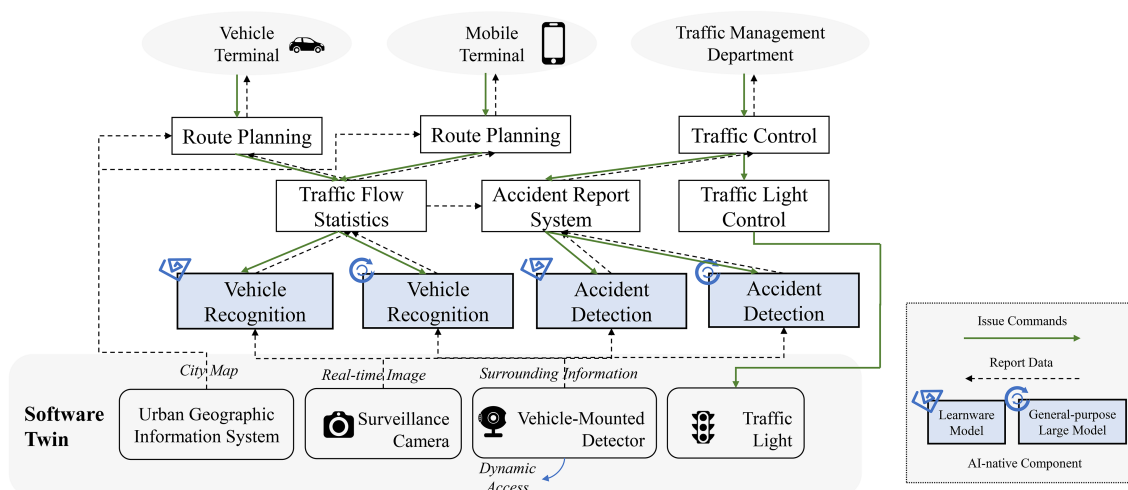 Vehicle
Terminal
Mobile
Terminal
Traffic Management
Department
Route Planning
Route Planning
Traffic Control
Traffic Flow
Statistics
Accident Report
System
Traffic Light
Control
Vehicle
Recognition
Vehicle
Recognition
Accident
Detection
Accident
Detection
City Map
Real-time Image
Surrounding Information
Software
Twin
Urban Geographic
Information System
Surveillance
Camera
Vehicle-Mounted
Detector
Traffic
Light
Dynamic
Access
Issue Commands
Report Data
Learnware
Model
General-purpose
Large Model
AI-native Component